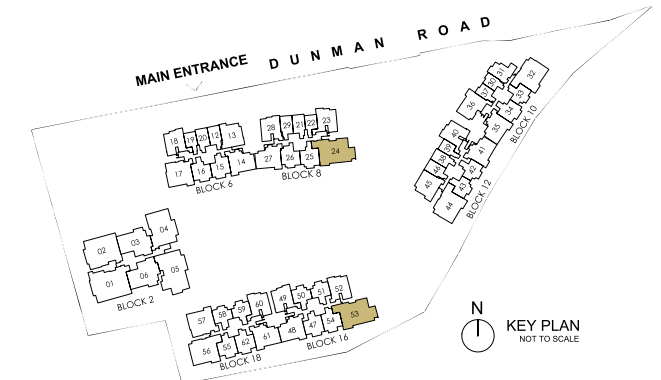 DUNMAN ROAD
MAIN ENTRANCE
31 32
30
37 33
36 34
35
BLOCK 10
40 41
39
38 42
46 43
45 44
BLOCK 12
18 19 20 12 13
17 16 15 14
BLOCK 6
28 29 21 22 23
27 26 25 24
BLOCK 8
02 03 04
01 06 05
BLOCK 2
57 58 59 60
56 55 62 61
BLOCK 18
49 50 51 52
48 47 54 53
BLOCK 16
N
KEY PLAN
NOT TO SCALE